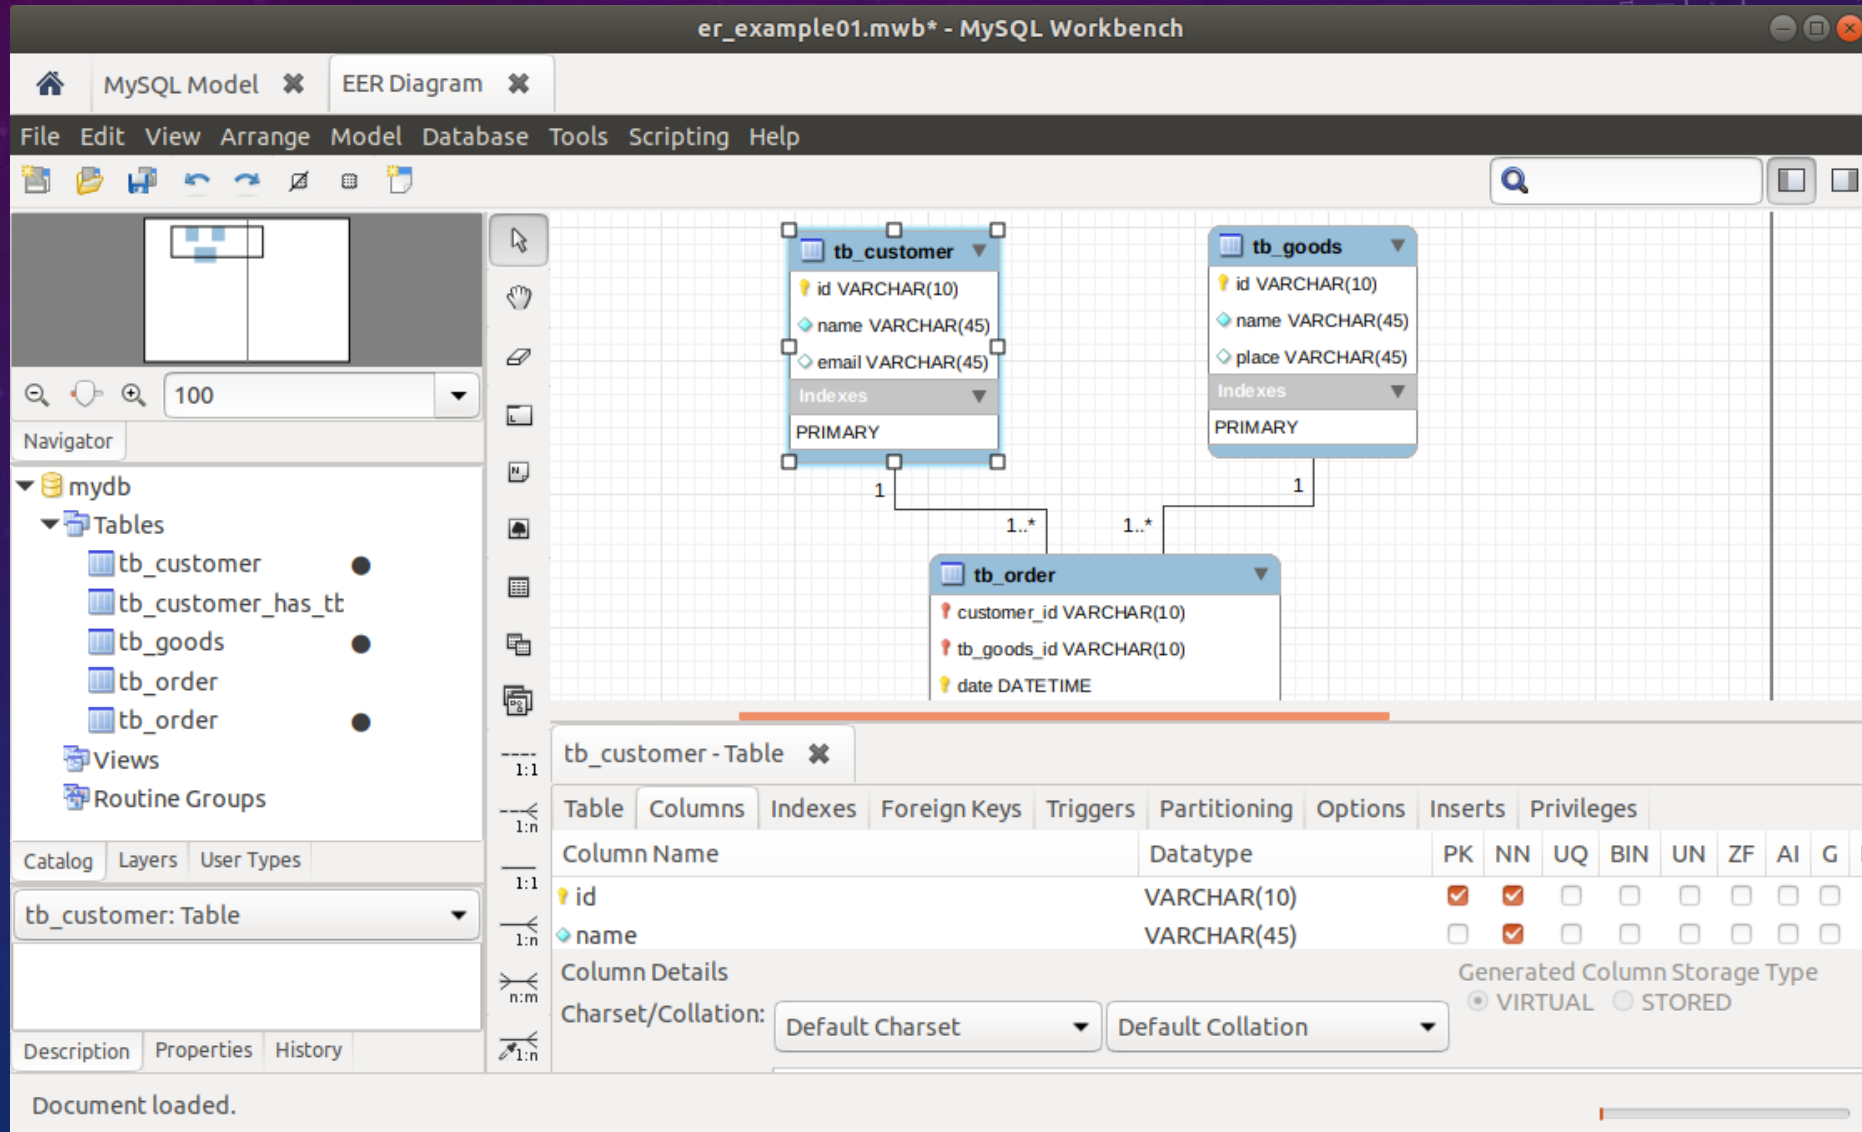 er_example01.mwb* - MySQL Workbench
MySQL Model
EER Diagram
File Edit View Arrange Model Database Tools Scripting Help
100
Navigator
mydb
Tables
tb_customer
tb_customer_has_tb
tb_goods
tb_order
tb_order
Views
Routine Groups
Catalog Layers User Types
tb_customer: Table
Description Properties History
1:1
1:n
1:1
1:n
n:m
1:n
tb_customer
id VARCHAR(10)
name VARCHAR(45)
email VARCHAR(45)
Indexes
PRIMARY
tb_goods
id VARCHAR(10)
name VARCHAR(45)
place VARCHAR(45)
Indexes
PRIMARY
1
1
1..*
1..*
tb_order
customer_id VARCHAR(10)
tb_goods_id VARCHAR(10)
date DATETIME
tb_customer - Table
Table Columns Indexes Foreign Keys Triggers Partitioning Options Inserts Privileges
Column Name Datatype PK NN UQ BIN UN ZF AI G
id VARCHAR(10)
name VARCHAR(45)
Column Details
Generated Column Storage Type
VIRTUAL STORED
Charset/Collation: Default Charset Default Collation
Document loaded.